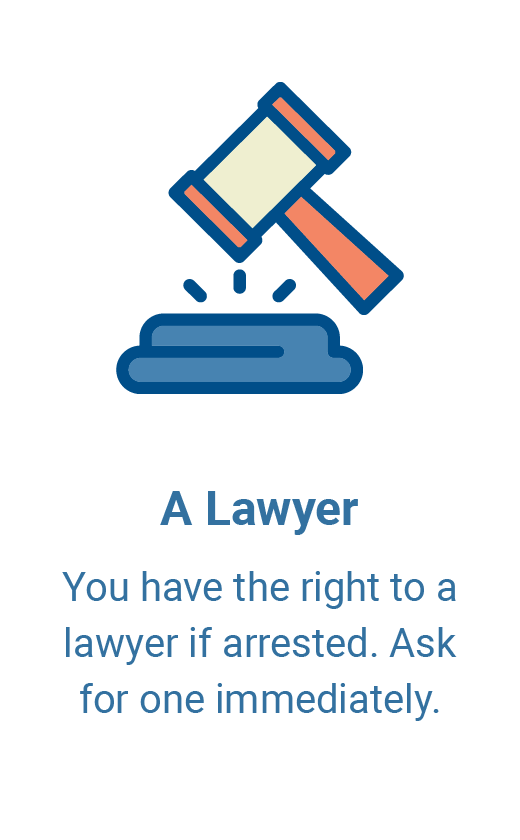 A Lawyer
You have the right to a
lawyer if arrested. Ask
for one immediately.